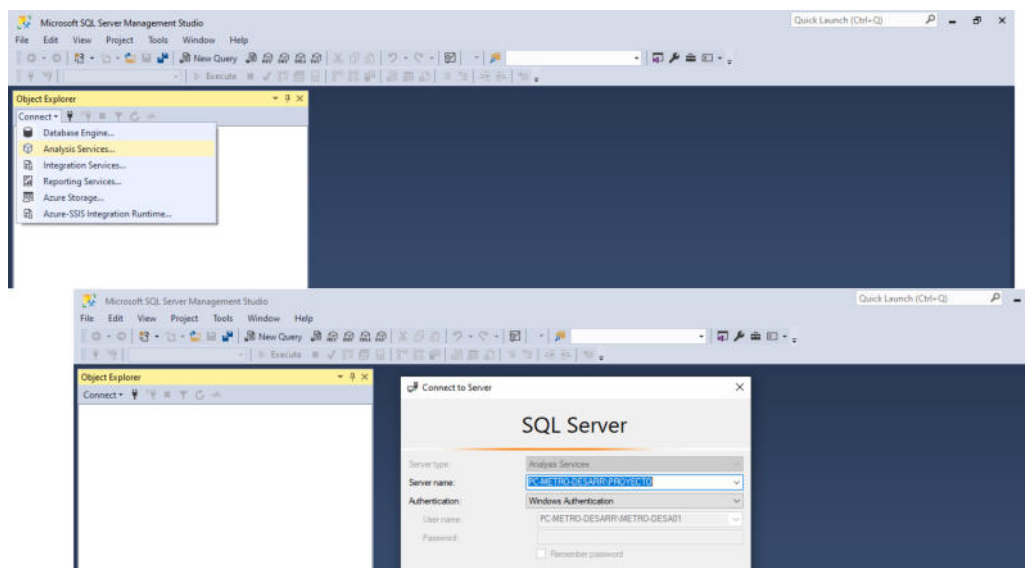 Microsoft SQL Server Management Studio
Quick Launch (Ctrl+Q)
File Edit View Project Tools Window Help
New Query
Execute
Object Explorer
Connect
Database Engine...
Analysis Services...
Integration Services...
Reporting Services...
Azure Storage...
Azure-SSIS Integration Runtime...
Microsoft SQL Server Management Studio
Quick Launch (Ctrl+Q)
File Edit View Project Tools Window Help
New Query
Execute
Object Explorer
Connect
Connect to Server
SQL Server
Server type: Analysis Services
Server name: PC-METRO-DESARR\PROYECTO
Authentication: Windows Authentication
User name: PC-METRO-DESARR\METRO-DESA01
Password:
Remember password